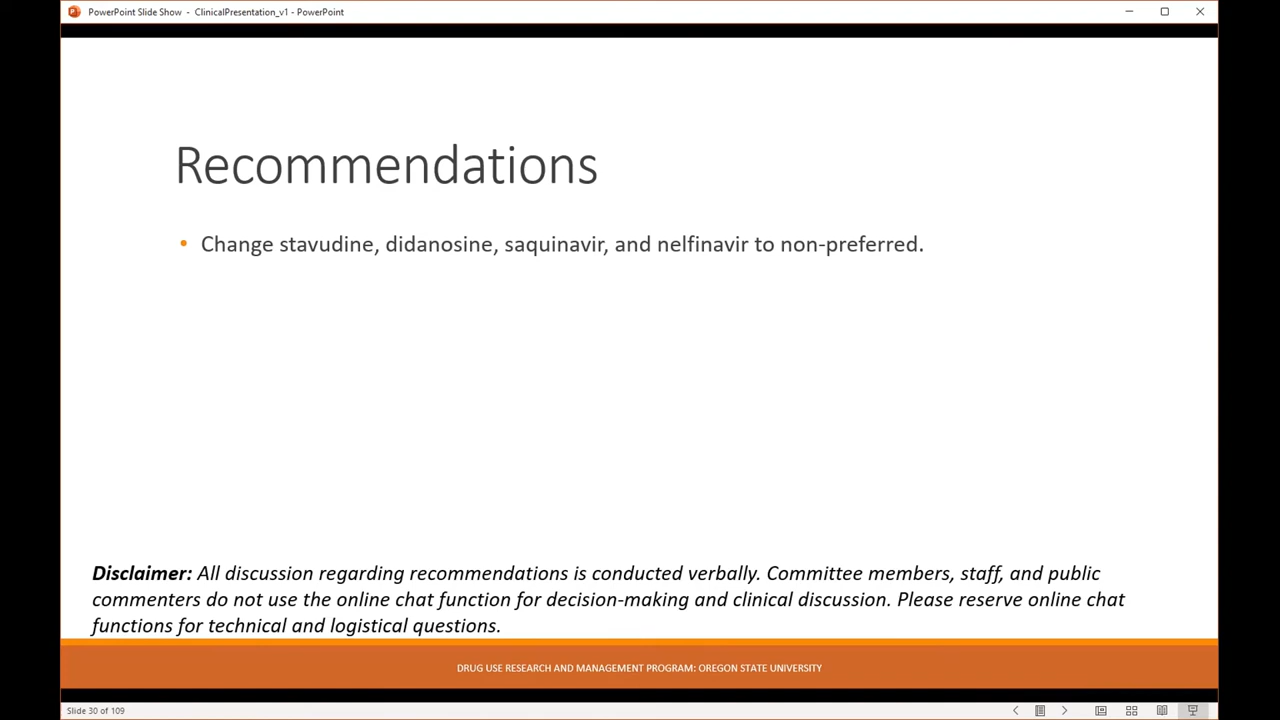 PowerPoint Slide Show - ClinicalPresentation_v1 - PowerPoint
Recommendations
• Change stavudine, didanosine, saquinavir, and nelfinavir to non-preferred.
Disclaimer: All discussion regarding recommendations is conducted verbally. Committee members, staff, and public
commenters do not use the online chat function for decision-making and clinical discussion. Please reserve online chat
functions for technical and logistical questions.
DRUG USE RESEARCH AND MANAGEMENT PROGRAM: OREGON STATE UNIVERSITY
Slide 30 of 109